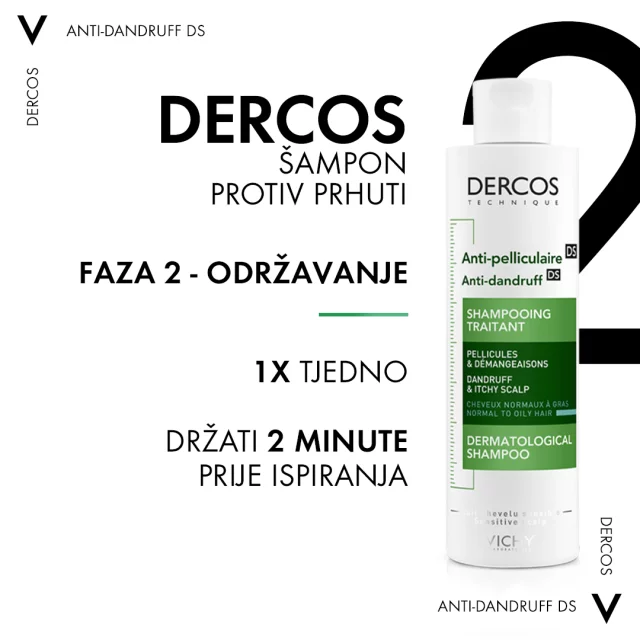 V
ANTI-DANDRUFF DS
DERCOS
DERCOS
ŠAMPON
PROTIV PRHUTI
FAZA 2 - ODRŽAVANJE
1X TJEDNO
DRŽATI 2 MINUTE
PRIJE ISPIRANJA
2
DERCOS
TECHNIQUE
Anti-pelliculaire DS
Anti-dandruff DS
SHAMPOOING
TRAITANT
PELLICULES
& DÉMANGEAISONS
DANDRUFF
& ITCHY SCALP
CHEVEUX NORMAUX À GRAS
NORMAL TO OILY HAIR
DERMATOLOGICAL
SHAMPOO
VICHY
DERCOS
ANTI-DANDRUFF DS
V